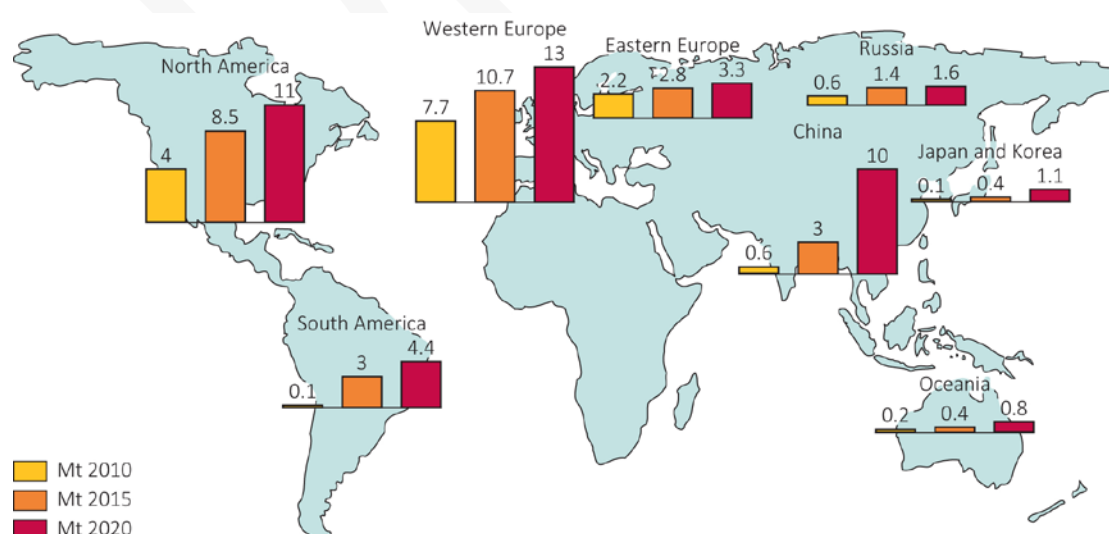 North America
4
8.5
11
Western Europe
7.7
10.7
13
Eastern Europe
2.2
2.8
3.3
Russia
0.6
1.4
1.6
China
0.6
3
10
Japan and Korea
0.1
0.4
1.1
South America
0.1
3
4.4
Oceania
0.2
0.4
0.8
Mt 2010
Mt 2015
Mt 2020